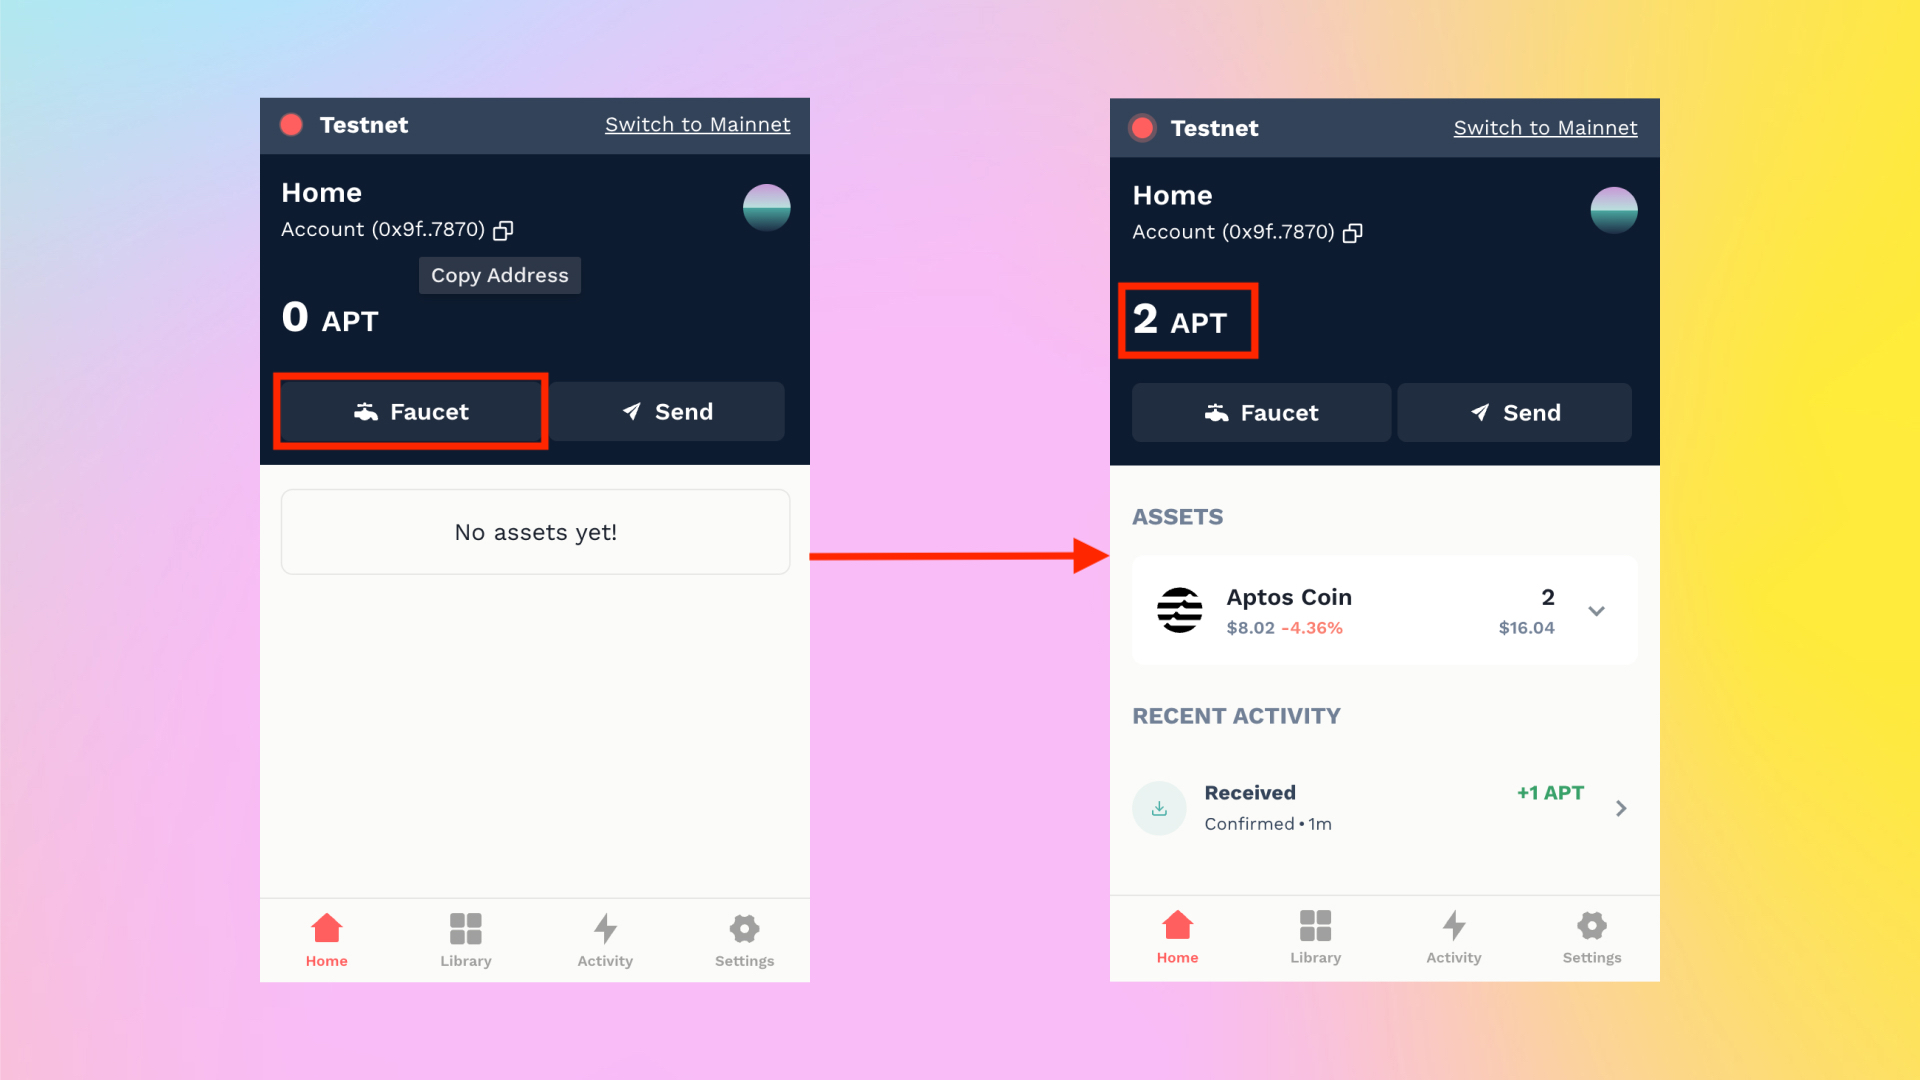 Testnet Switch to Mainnet
Home
Account (0x9f..7870)
Copy Address
0 APT
Faucet Send
No assets yet!
Home Library Activity Settings
Testnet Switch to Mainnet
Home
Account (0x9f..7870)
2 APT
Faucet Send
ASSETS
Aptos Coin 2
$8.02 -4.36% $16.04
RECENT ACTIVITY
Received +1 APT
Confirmed • 1m
Home Library Activity Settings